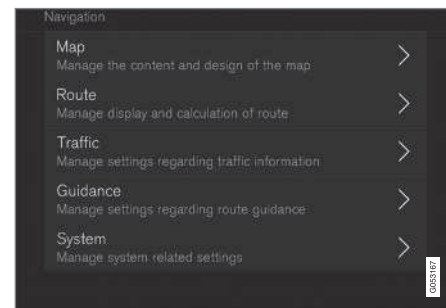 Navigation
Map
Manage the content and design of the map
Route
Manage display and calculation of route
Traffic
Manage settings regarding traffic information
Guidance
Manage settings regarding route guidance
System
Manage system related settings
G053167